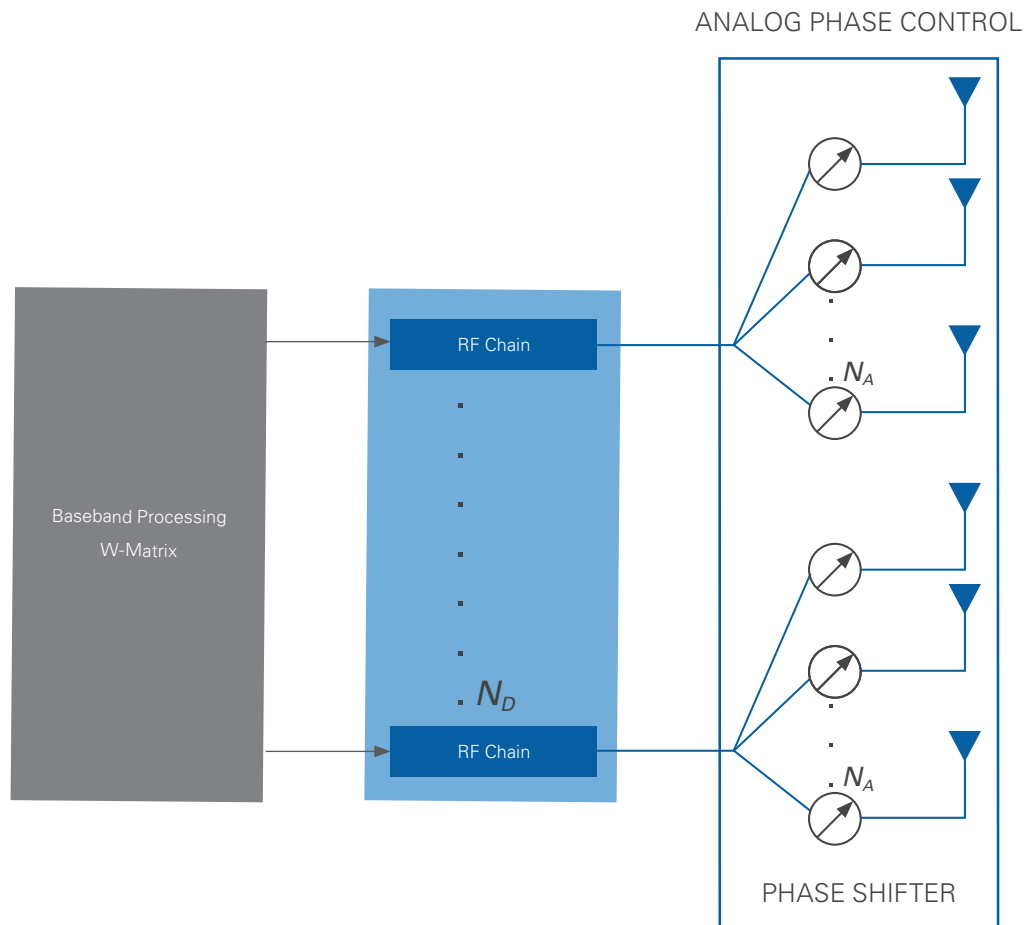 ANALOG PHASE CONTROL
RF Chain
N_A
Baseband Processing
W-Matrix
N_D
RF Chain
N_A
PHASE SHIFTER